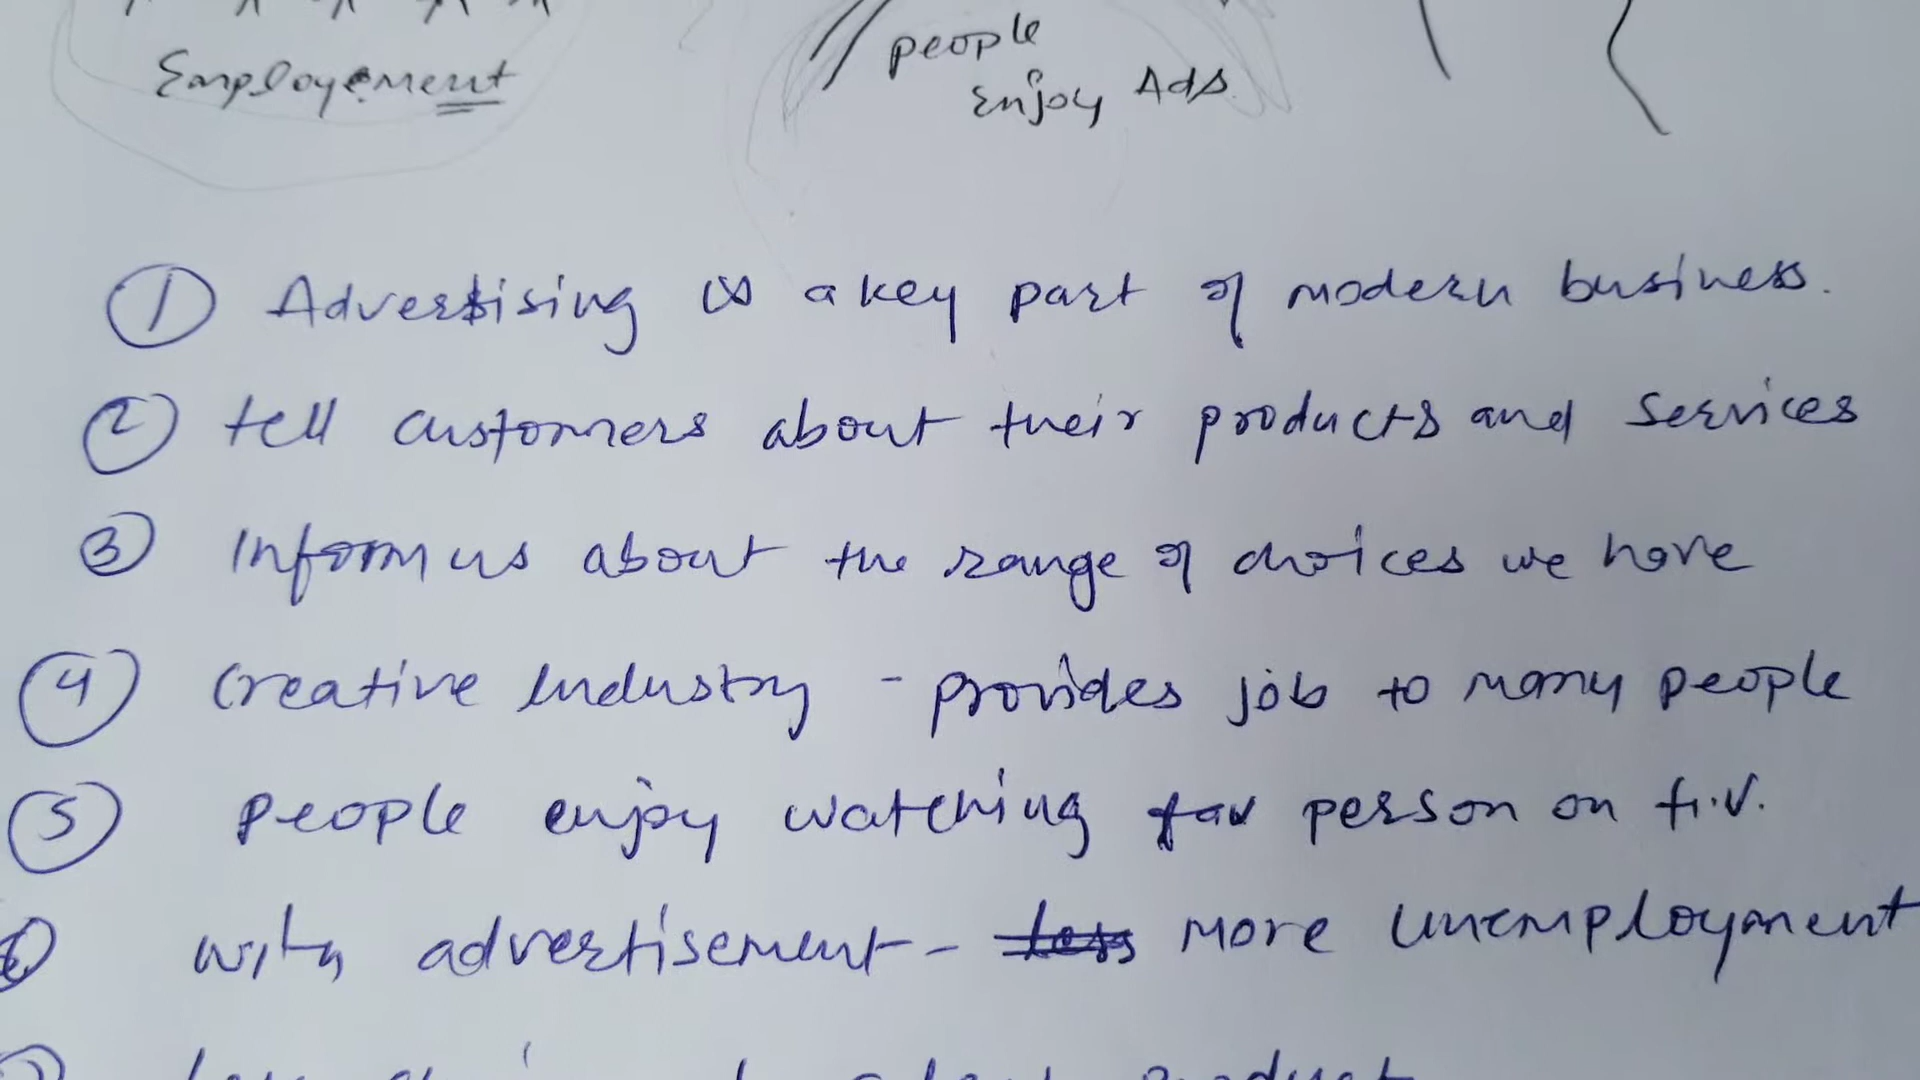 Employement
people
Enjoy Ads
① Advertising is a key part of modern business.
② tell customers about their products and services
③ Inform us about the range of choices we have
④ Creative Industry - provides job to many people
⑤ people enjoy watching fav person on T.V.
with advertisement - less more unemployment
product